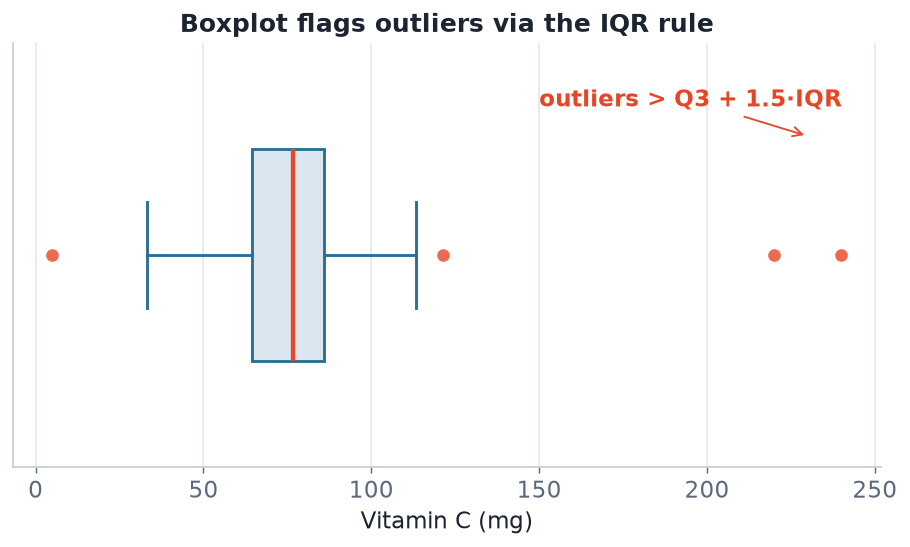 Boxplot flags outliers via the IQR rule
outliers > Q3 + 1.5·IQR
0 50 100 150 200 250
Vitamin C (mg)